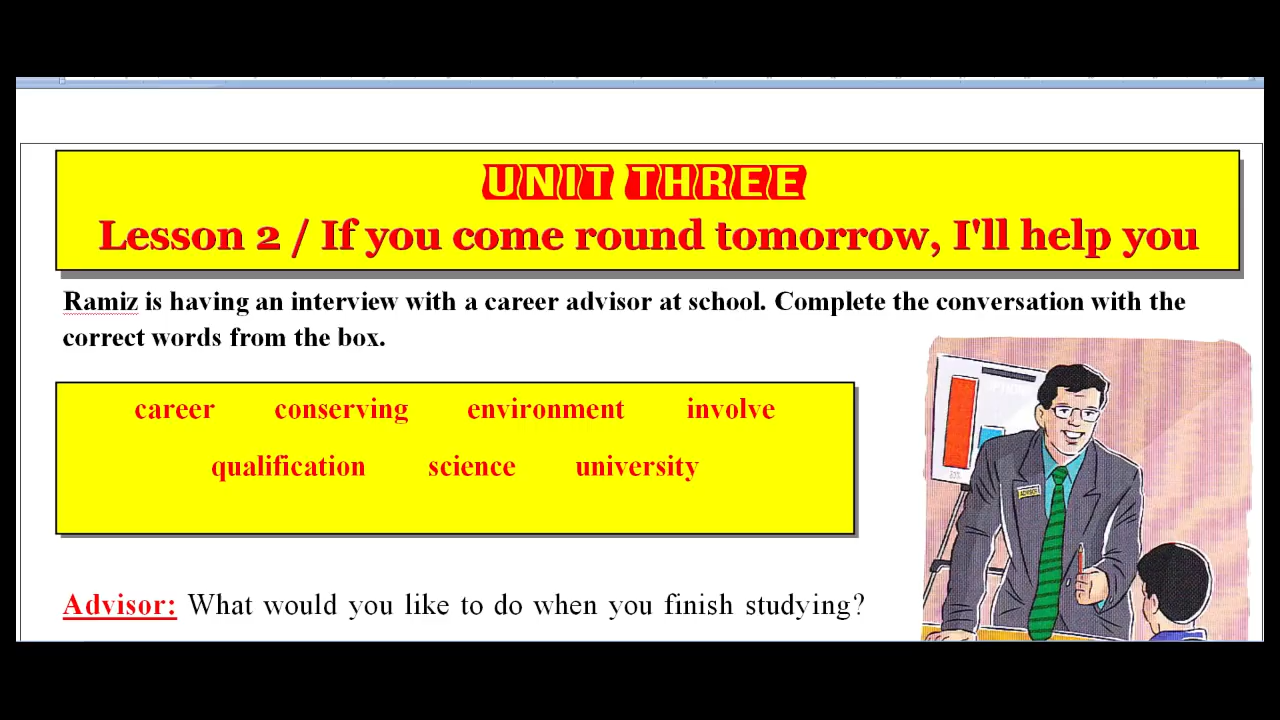 UNIT THREE
Lesson 2 / If you come round tomorrow, I'll help you
Ramiz is having an interview with a career advisor at school. Complete the conversation with the
correct words from the box.
career conserving environment involve
qualification science university
Advisor: What would you like to do when you finish studying?